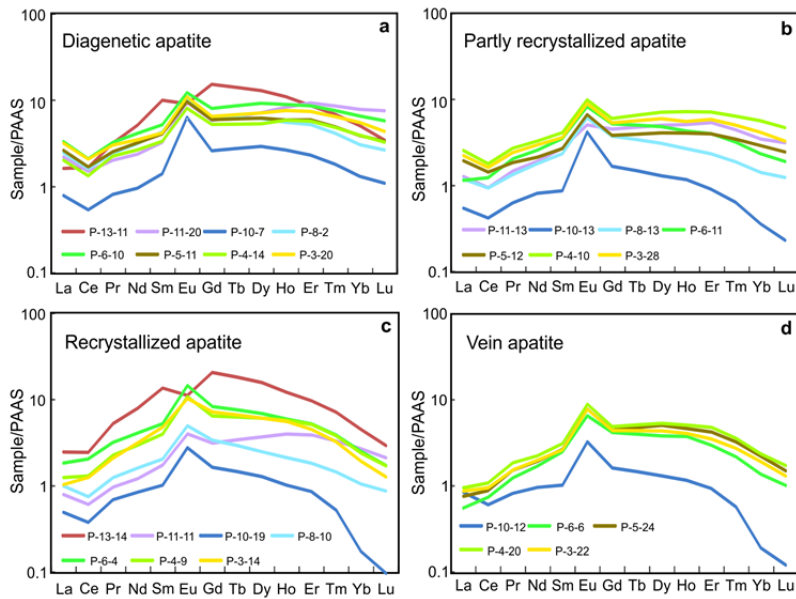 a
Diagenetic apatite
100
10
1
0.1
Sample/PAAS
P-13-11 P-11-20 P-10-7 P-8-2
P-6-10 P-5-11 P-4-14 P-3-20
La Ce Pr Nd Sm Eu Gd Tb Dy Ho Er Tm Yb Lu
b
Partly recrystallized apatite
100
10
1
0.1
Sample/PAAS
P-11-13 P-10-13 P-8-13 P-6-11
P-5-12 P-4-10 P-3-28
La Ce Pr Nd Sm Eu Gd Tb Dy Ho Er Tm Yb Lu
c
Recrystallized apatite
100
10
1
0.1
Sample/PAAS
P-13-14 P-11-11 P-10-19 P-8-10
P-6-4 P-4-9 P-3-14
La Ce Pr Nd Sm Eu Gd Tb Dy Ho Er Tm Yb Lu
d
Vein apatite
100
10
1
0.1
Sample/PAAS
P-10-12 P-6-6 P-5-24
P-4-20 P-3-22
La Ce Pr Nd Sm Eu Gd Tb Dy Ho Er Tm Yb Lu